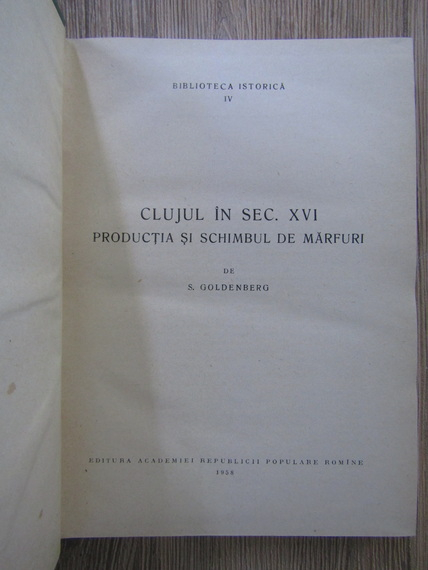 BIBLIOTECA ISTORICĂ
IV
CLUJUL ÎN SEC. XVI
PRODUCȚIA ȘI SCHIMBUL DE MĂRFURI
DE
S. GOLDENBERG
EDITURA ACADEMIEI REPUBLICII POPULARE ROMÎNE
1958